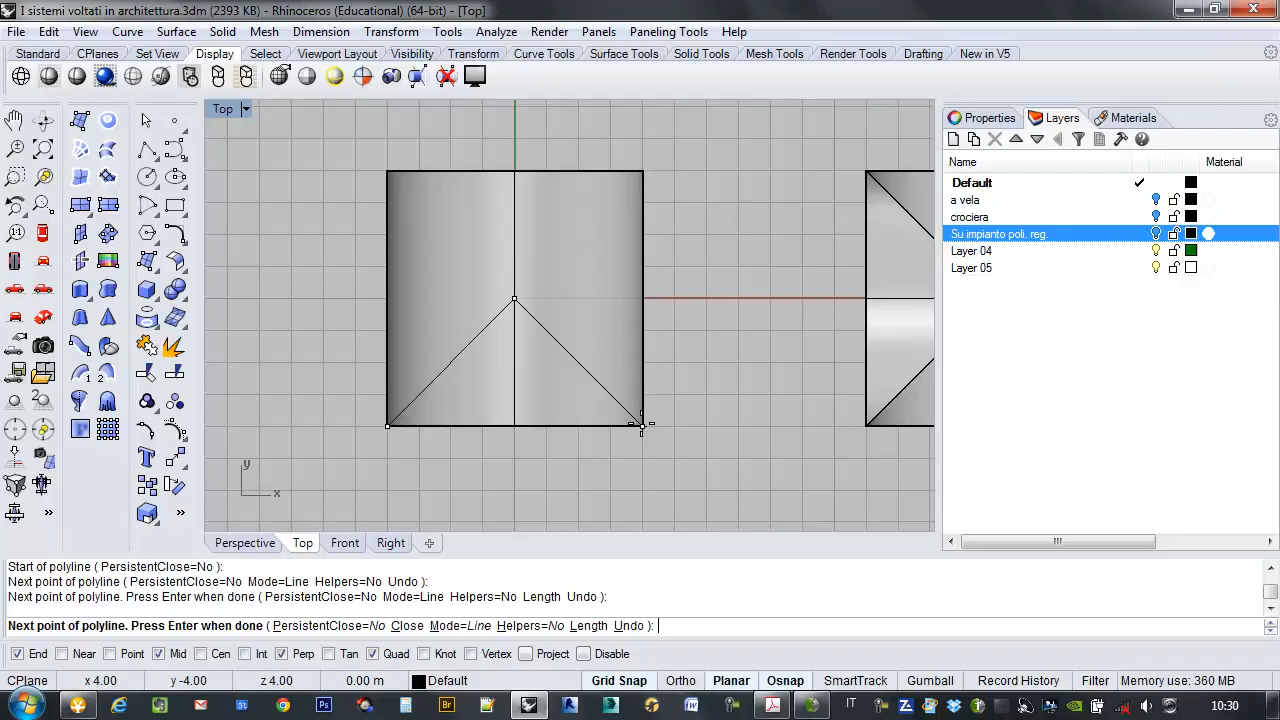 I sistemi voltati in architettura.3dm (2393 KB) - Rhinoceros (Educational) (64-bit) - [Top]
File Edit View Curve Surface Solid Mesh Dimension Transform Tools Analyze Render Panels Paneling Tools Help
Standard CPlanes Set View Display Select Viewport Layout Visibility Transform Curve Tools Surface Tools Solid Tools Mesh Tools Render Tools Drafting New in V5
Top
Properties Layers Materials
Name Material
Default
a vela
crociera
Su impianto poli. reg.
Layer 04
Layer 05
y
x
Perspective Top Front Right
Start of polyline ( PersistentClose=No ):
Next point of polyline ( PersistentClose=No Mode=Line Helpers=No Undo ):
Next point of polyline. Press Enter when done ( PersistentClose=No Mode=Line Helpers=No Length Undo ):
Next point of polyline. Press Enter when done ( PersistentClose=No Close Mode=Line Helpers=No Length Undo ):
End Near Point Mid Cen Int Perp Tan Quad Knot Vertex Project Disable
CPlane x 4.00 y -4.00 z 4.00 0.00 m Default Grid Snap Ortho Planar Osnap SmartTrack Gumball Record History Filter Memory use: 360 MB
Ps Br IT 10:30